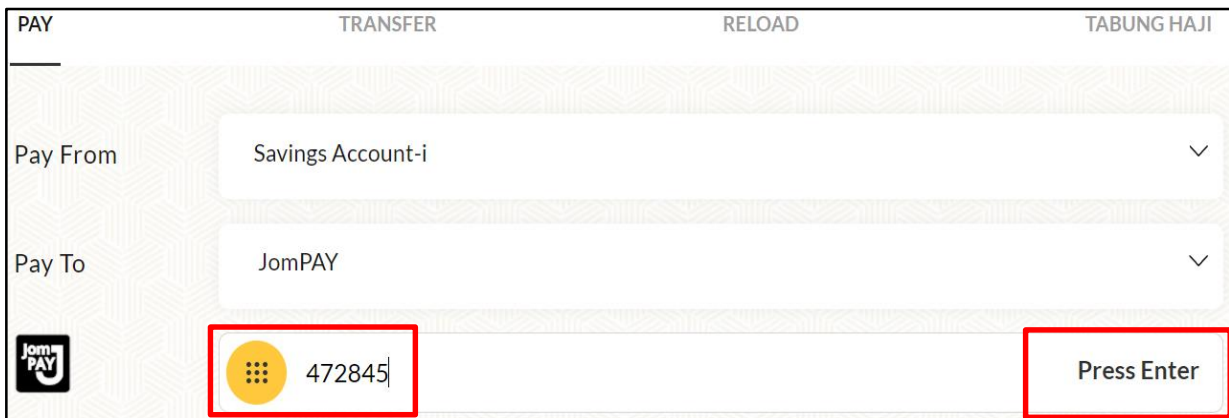 PAY TRANSFER RELOAD TABUNG HAJI
Pay From Savings Account-i
Pay To JomPAY
Jom
PAY
472845 Press Enter